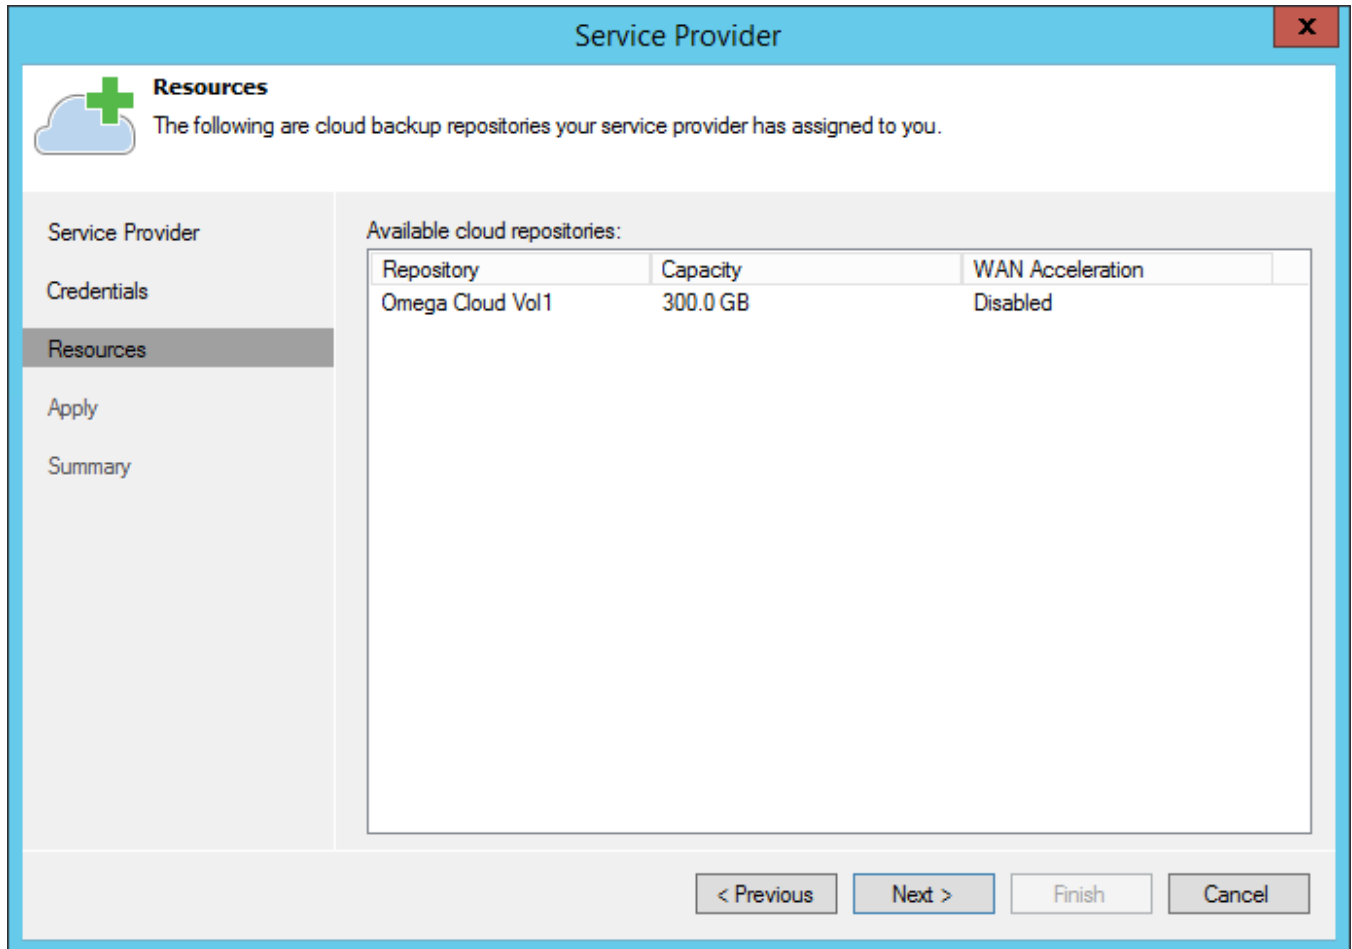 Service Provider
x
Resources
The following are cloud backup repositories your service provider has assigned to you.
Service Provider
Credentials
Resources
Apply
Summary
Available cloud repositories:
Repository Capacity WAN Acceleration
Omega Cloud Vol1 300.0 GB Disabled
< Previous Next > Finish Cancel